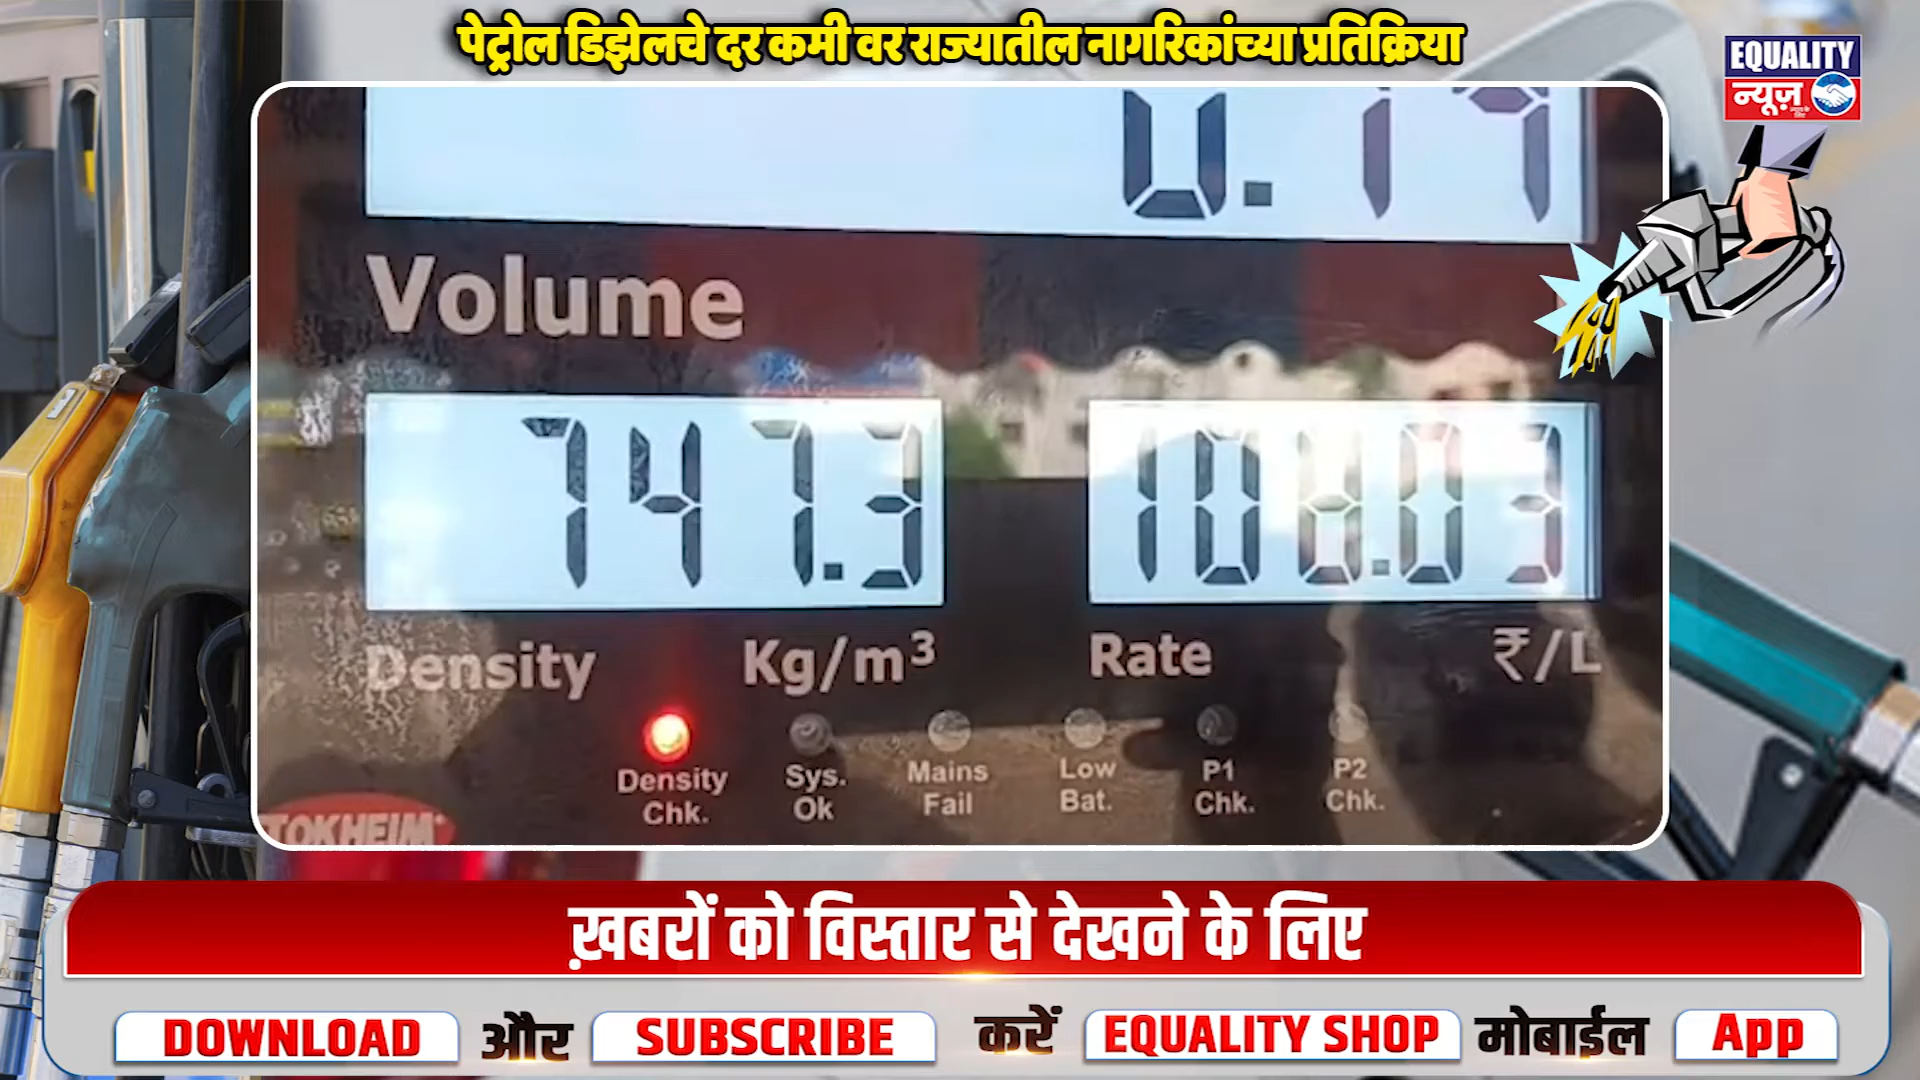 पेट्रोल डिझेलचे दर कमी वर राज्यातील नागरिकांच्या प्रतिक्रिया
EQUALITY
न्यूज़
0.19
Volume
747.3
108.03
Density Kg/m³
Rate ₹/L
Density Chk.
Sys. Ok
Mains Fail
Low Bat.
P1 Chk.
P2 Chk.
TOKHEIM
ख़बरों को विस्तार से देखने के लिए
DOWNLOAD और SUBSCRIBE करें EQUALITY SHOP मोबाईल App